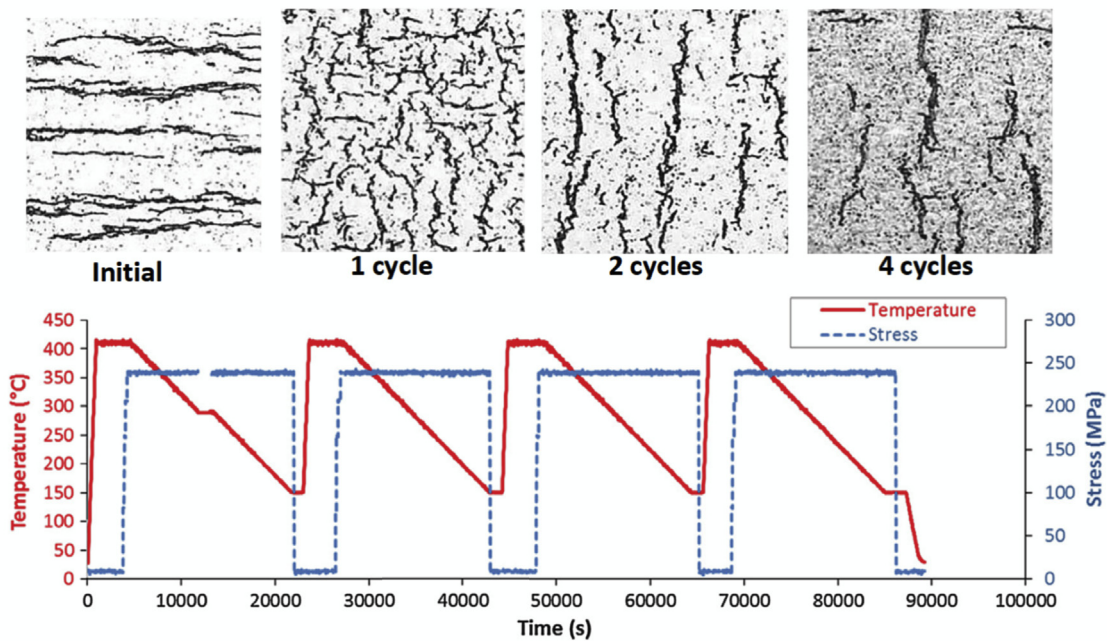 Initial
1 cycle
2 cycles
4 cycles
Temperature
Stress
Temperature (°C)
450
400
350
300
250
200
150
100
50
0
300
250
200
150
100
50
0
Stress (MPa)
0 10000 20000 30000 40000 50000 60000 70000 80000 90000 100000
Time (s)